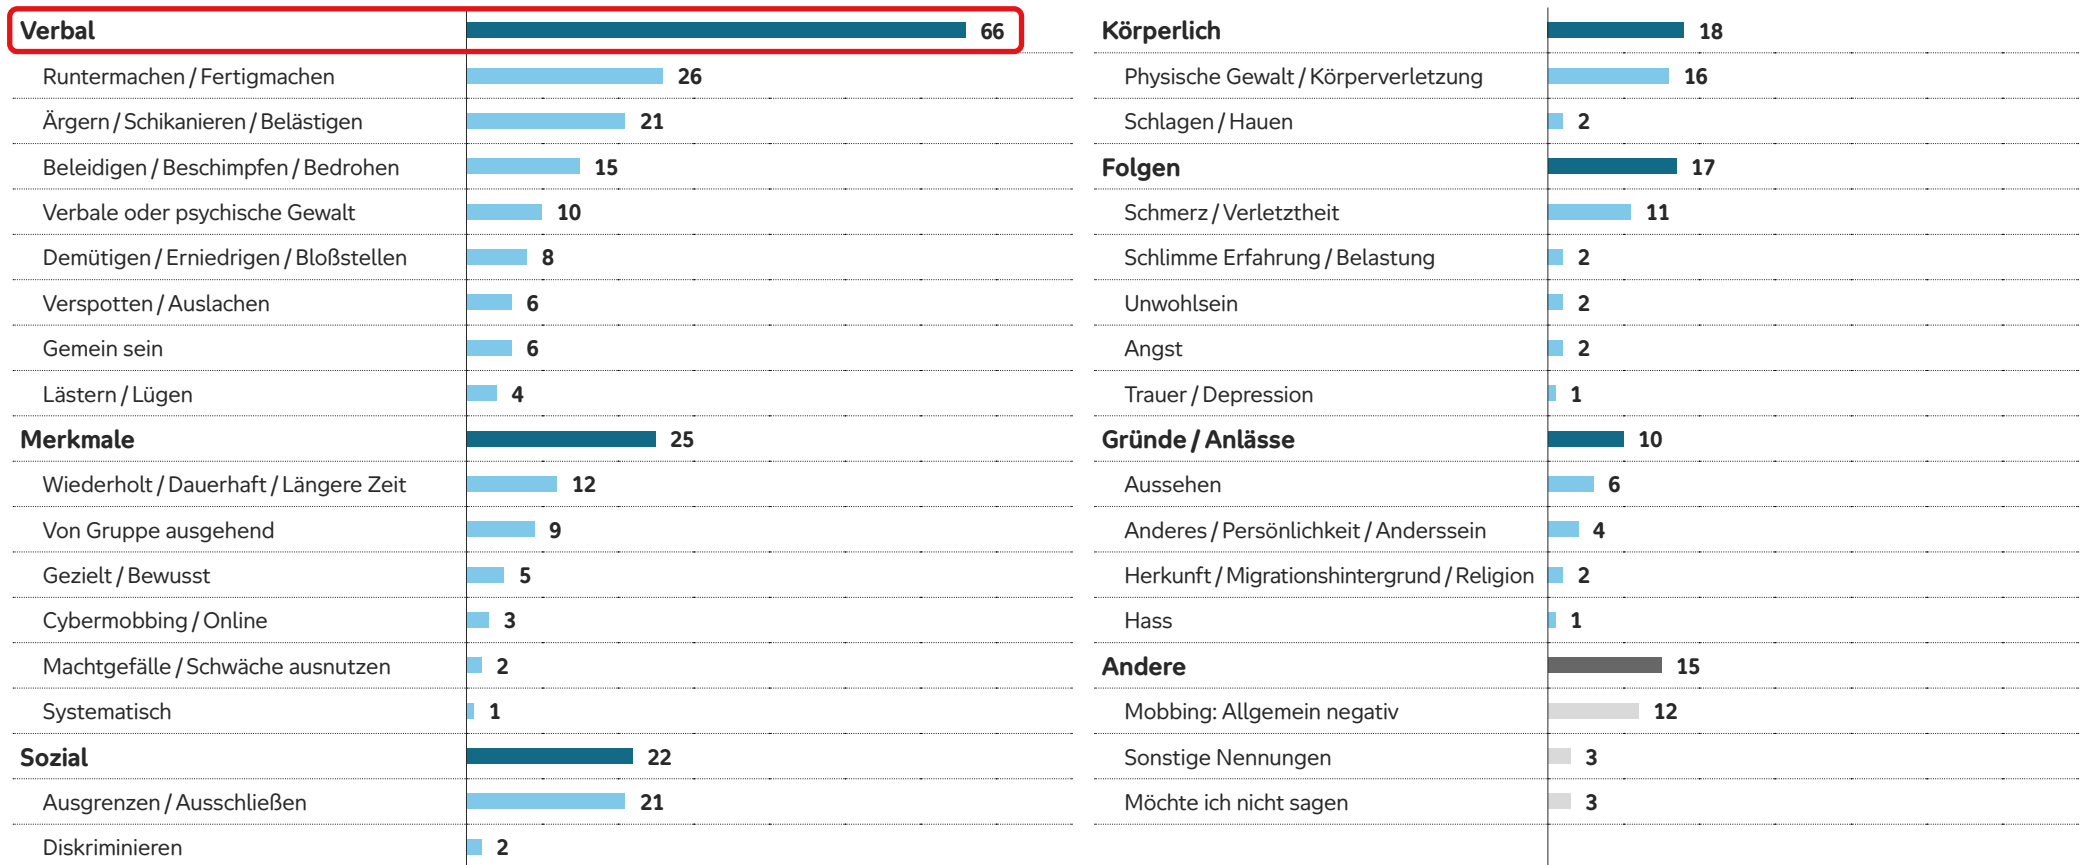 Verbal 66
Runtermachen / Fertigmachen 26
Ärgern / Schikanieren / Belästigen 21
Beleidigen / Beschimpfen / Bedrohen 15
Verbale oder psychische Gewalt 10
Demütigen / Erniedrigen / Bloßstellen 8
Verspotten / Auslachen 6
Gemein sein 6
Lästern / Lügen 4
Merkmale 25
Wiederholt / Dauerhaft / Längere Zeit 12
Von Gruppe ausgehend 9
Gezielt / Bewusst 5
Cybermobbing / Online 3
Machtgefälle / Schwäche ausnutzen 2
Systematisch 1
Sozial 22
Ausgrenzen / Ausschließen 21
Diskriminieren 2
Körperlich 18
Physische Gewalt / Körperverletzung 16
Schlagen / Hauen 2
Folgen 17
Schmerz / Verletztheit 11
Schlimme Erfahrung / Belastung 2
Unwohlsein 2
Angst 2
Trauer / Depression 1
Gründe / Anlässe 10
Aussehen 6
Anderes / Persönlichkeit / Anderssein 4
Herkunft / Migrationshintergrund / Religion 2
Hass 1
Andere 15
Mobbing: Allgemein negativ 12
Sonstige Nennungen 3
Möchte ich nicht sagen 3